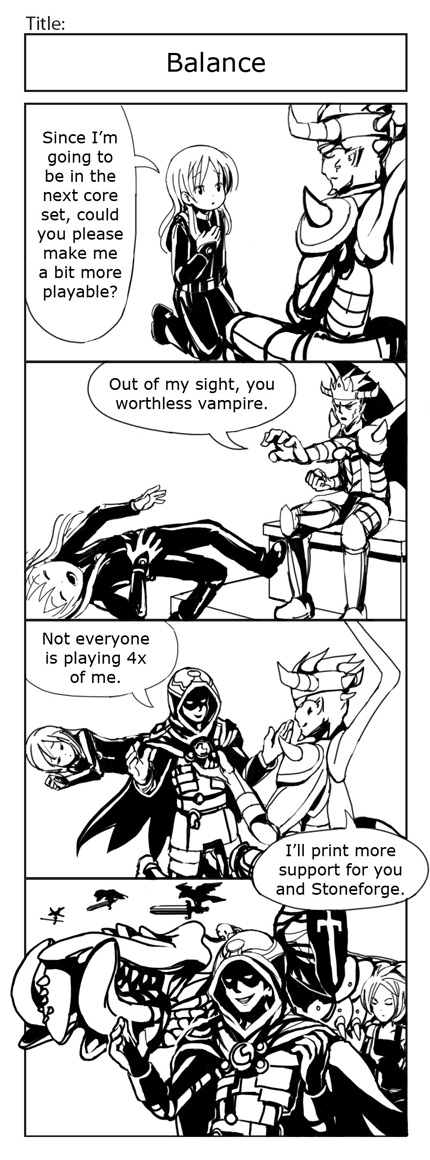 Title:
Balance
Since I'm
going to
be in the
next core
set, could
you please
make me
a bit more
playable?
Out of my sight, you
worthless vampire.
Not everyone
is playing 4x
of me.
I'll print more
support for you
and Stoneforge.